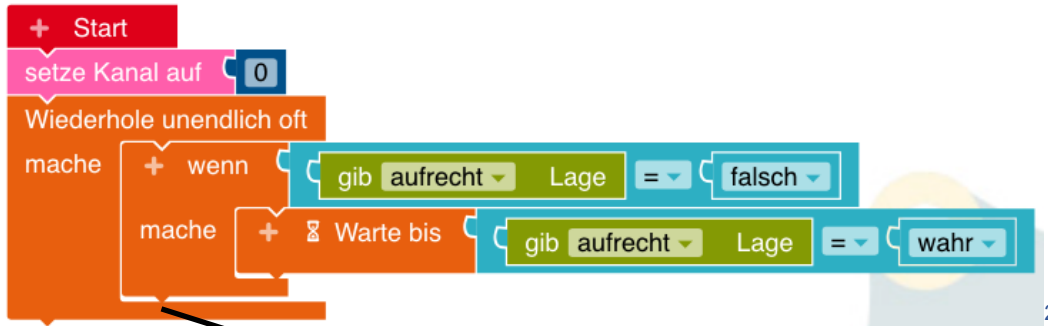 + Start
setze Kanal auf 0
Wiederhole unendlich oft
mache + wenn gib aufrecht Lage = falsch
mache + Warte bis gib aufrecht Lage = wahr